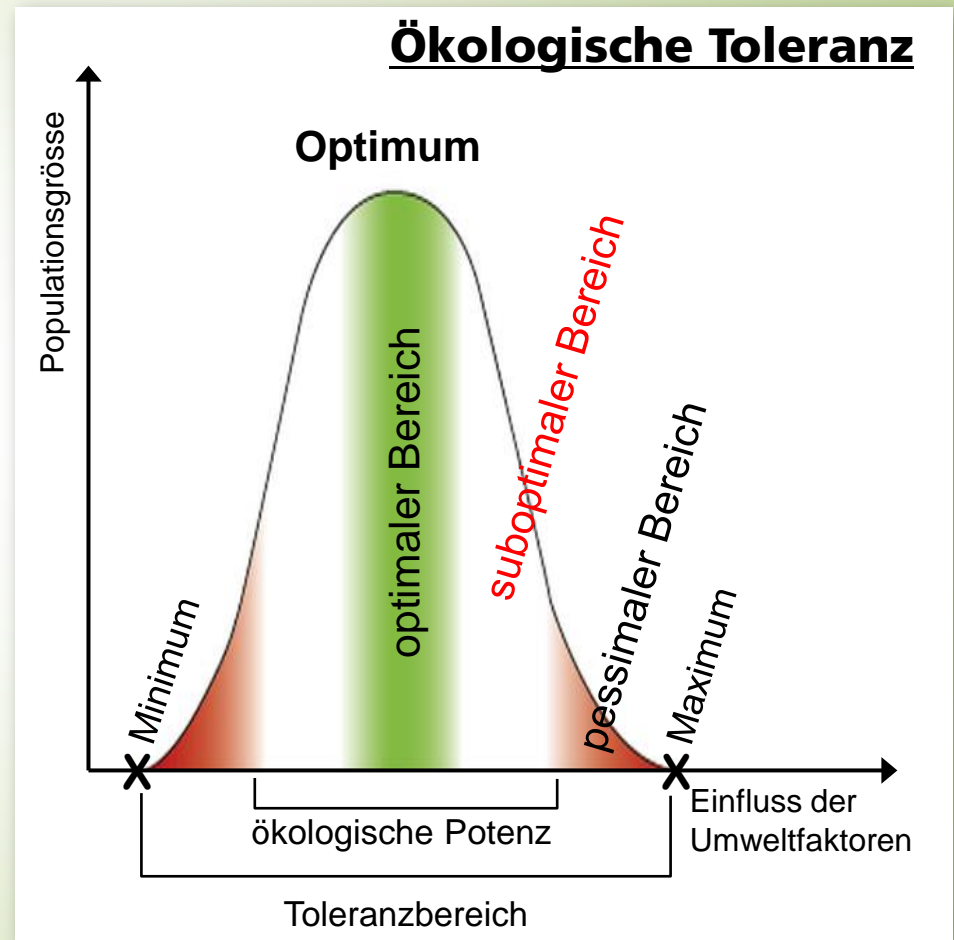 Ökologische Toleranz
Populationsgrösse
Optimum
optimaler Bereich
suboptimaler Bereich
pessimaler Bereich
Minimum
Maximum
Einfluss der
Umweltfaktoren
ökologische Potenz
Toleranzbereich